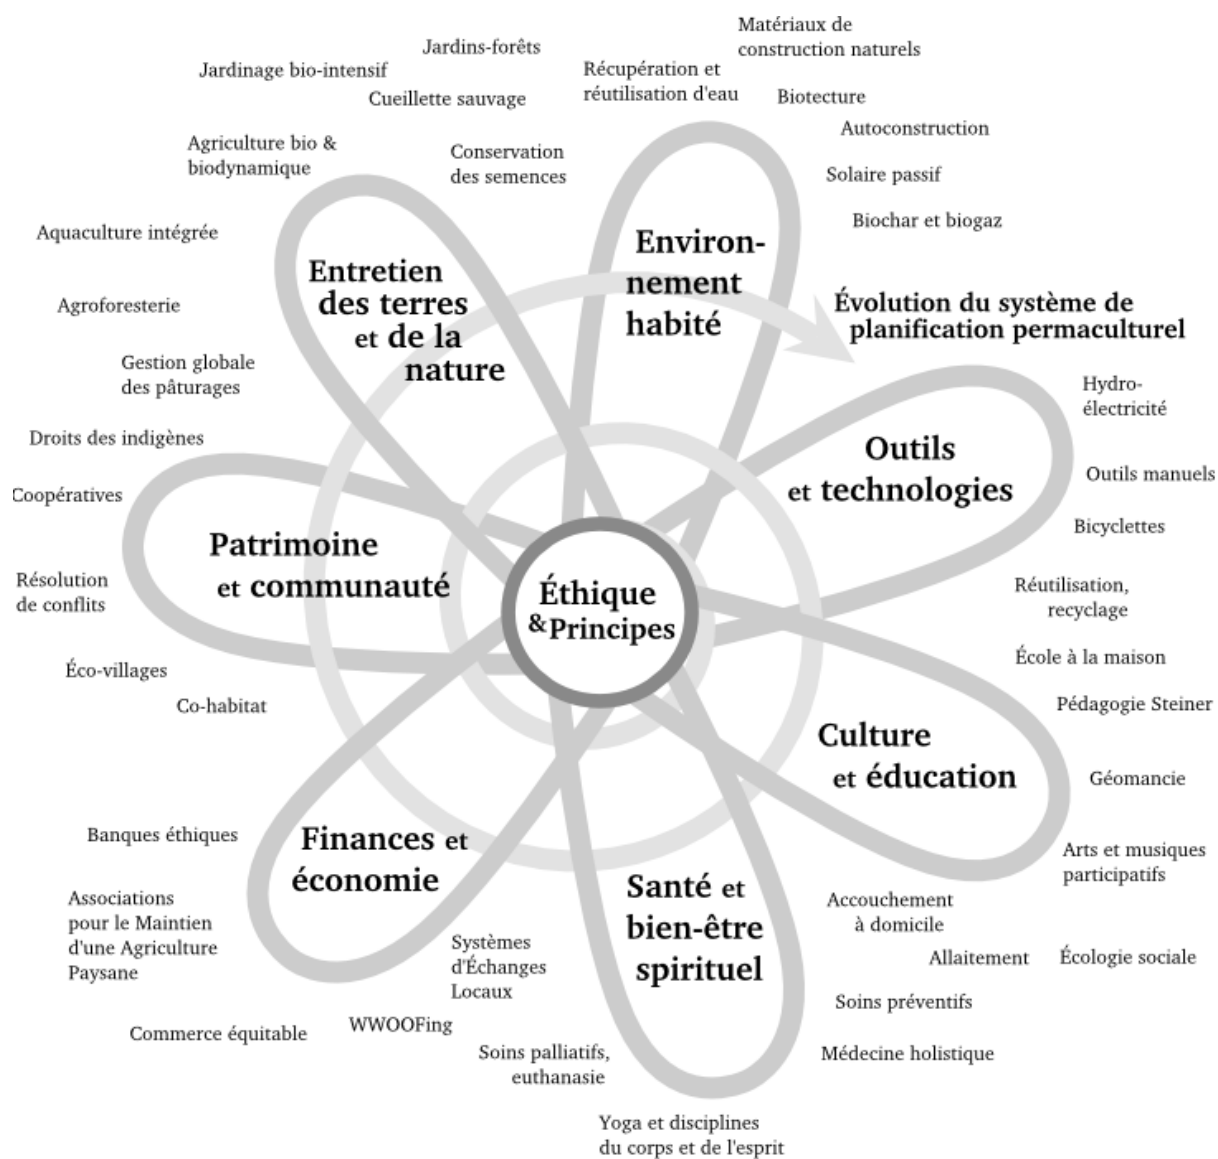 Matériaux de
construction naturels
Jardins-forêts
Récupération et
réutilisation d'eau
Jardinage bio-intensif
Cueillette sauvage
Biotecture
Autoconstruction
Agriculture bio &
biodynamique
Conservation
des semences
Solaire passif
Biochar et biogaz
Aquaculture intégrée
Environ-
nement
habité
Entretien
des terres
et de la
nature
Agroforesterie
Évolution du système de
planification permaculturel
Gestion globale
des pâturages
Hydro-
électricité
Droits des indigènes
Outils
et technologies
Outils manuels
Coopératives
Bicyclettes
Patrimoine
et communauté
Résolution
de conflits
Éthique
&Principes
Réutilisation,
recyclage
École à la maison
Éco-villages
Co-habitat
Pédagogie Steiner
Culture
et éducation
Géomancie
Banques éthiques
Finances et
économie
Arts et musiques
participatifs
Santé et
bien-être
spirituel
Associations
pour le Maintien
d'une Agriculture
Paysane
Accouchement
à domicile
Systèmes
d'Échanges
Locaux
Allaitement
Écologie sociale
Soins préventifs
Commerce équitable
WWOOFing
Soins palliatifs,
euthanasie
Médecine holistique
Yoga et disciplines
du corps et de l'esprit